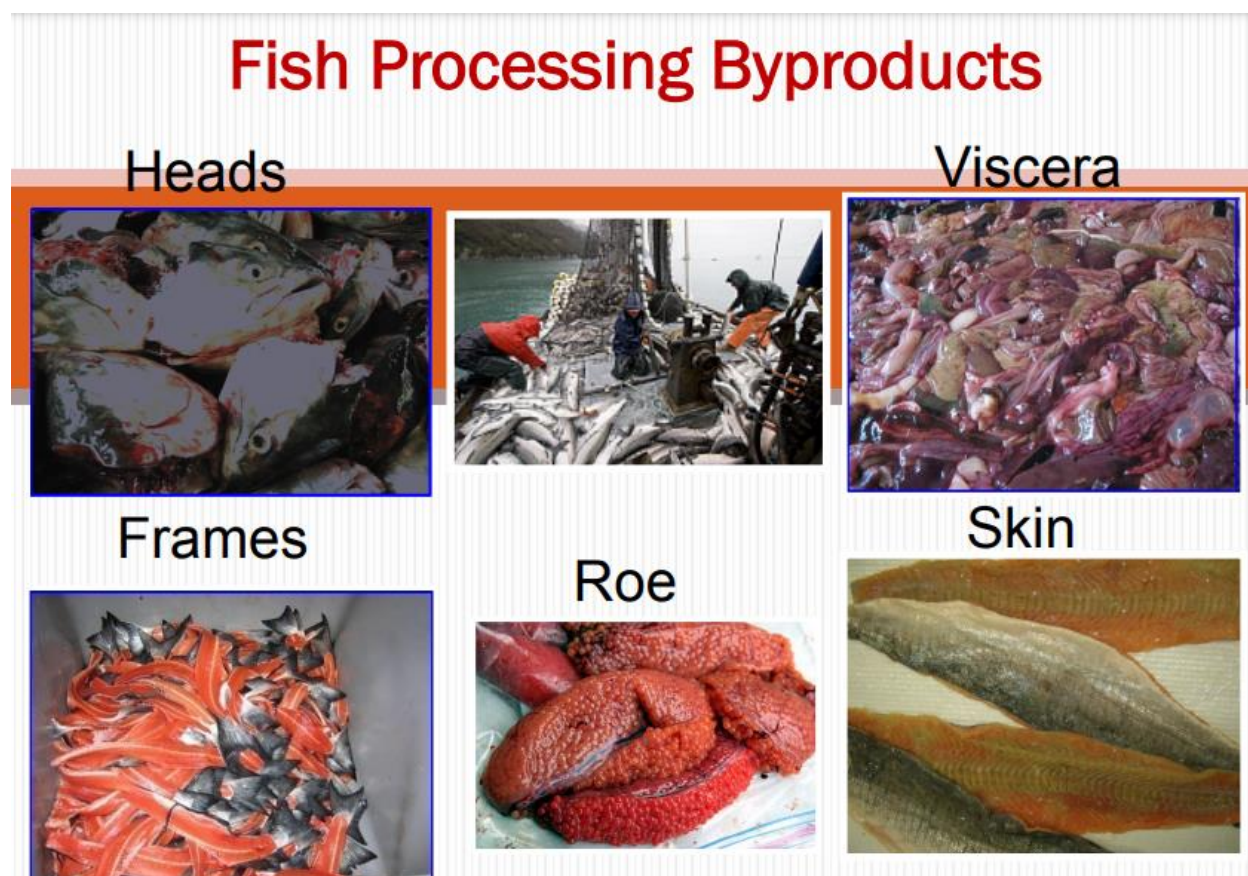 Fish Processing Byproducts
Heads
Viscera
Frames
Roe
Skin